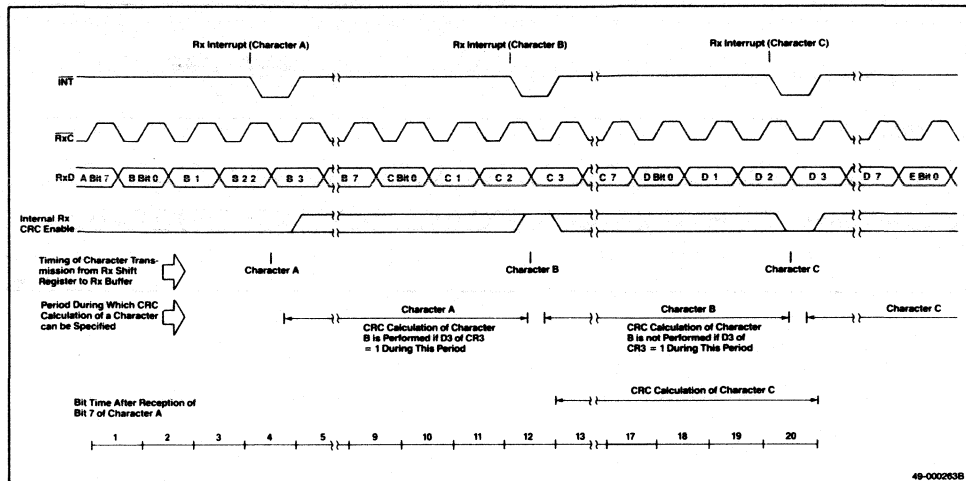 Rx Interrupt (Character A)
Rx Interrupt (Character B)
Rx Interrupt (Character C)
INT
RxC
RxD
A Bit 7
B Bit 0
B 1
B 2 2
B 3
B 7
C Bit 0
C 1
C 2
C 3
C 7
D Bit 0
D 1
D 2
D 3
D 7
E Bit 0
Internal Rx
CRC Enable
Timing of Character Trans-
mission from Rx Shift
Register to Rx Buffer
Character A
Character B
Character C
Period During Which CRC
Calculation of a Character
can be Specified
Character A
CRC Calculation of Character
B is Performed if D3 of CR3
= 1 During This Period
Character B
CRC Calculation of Character
B is not Performed if D3 of
CR3 = 1 During This Period
Character C
CRC Calculation of Character C
Bit Time After Reception of
Bit 7 of Character A
1 2 3 4 5 9 10 11 12 13 17 18 19 20
49-000263B